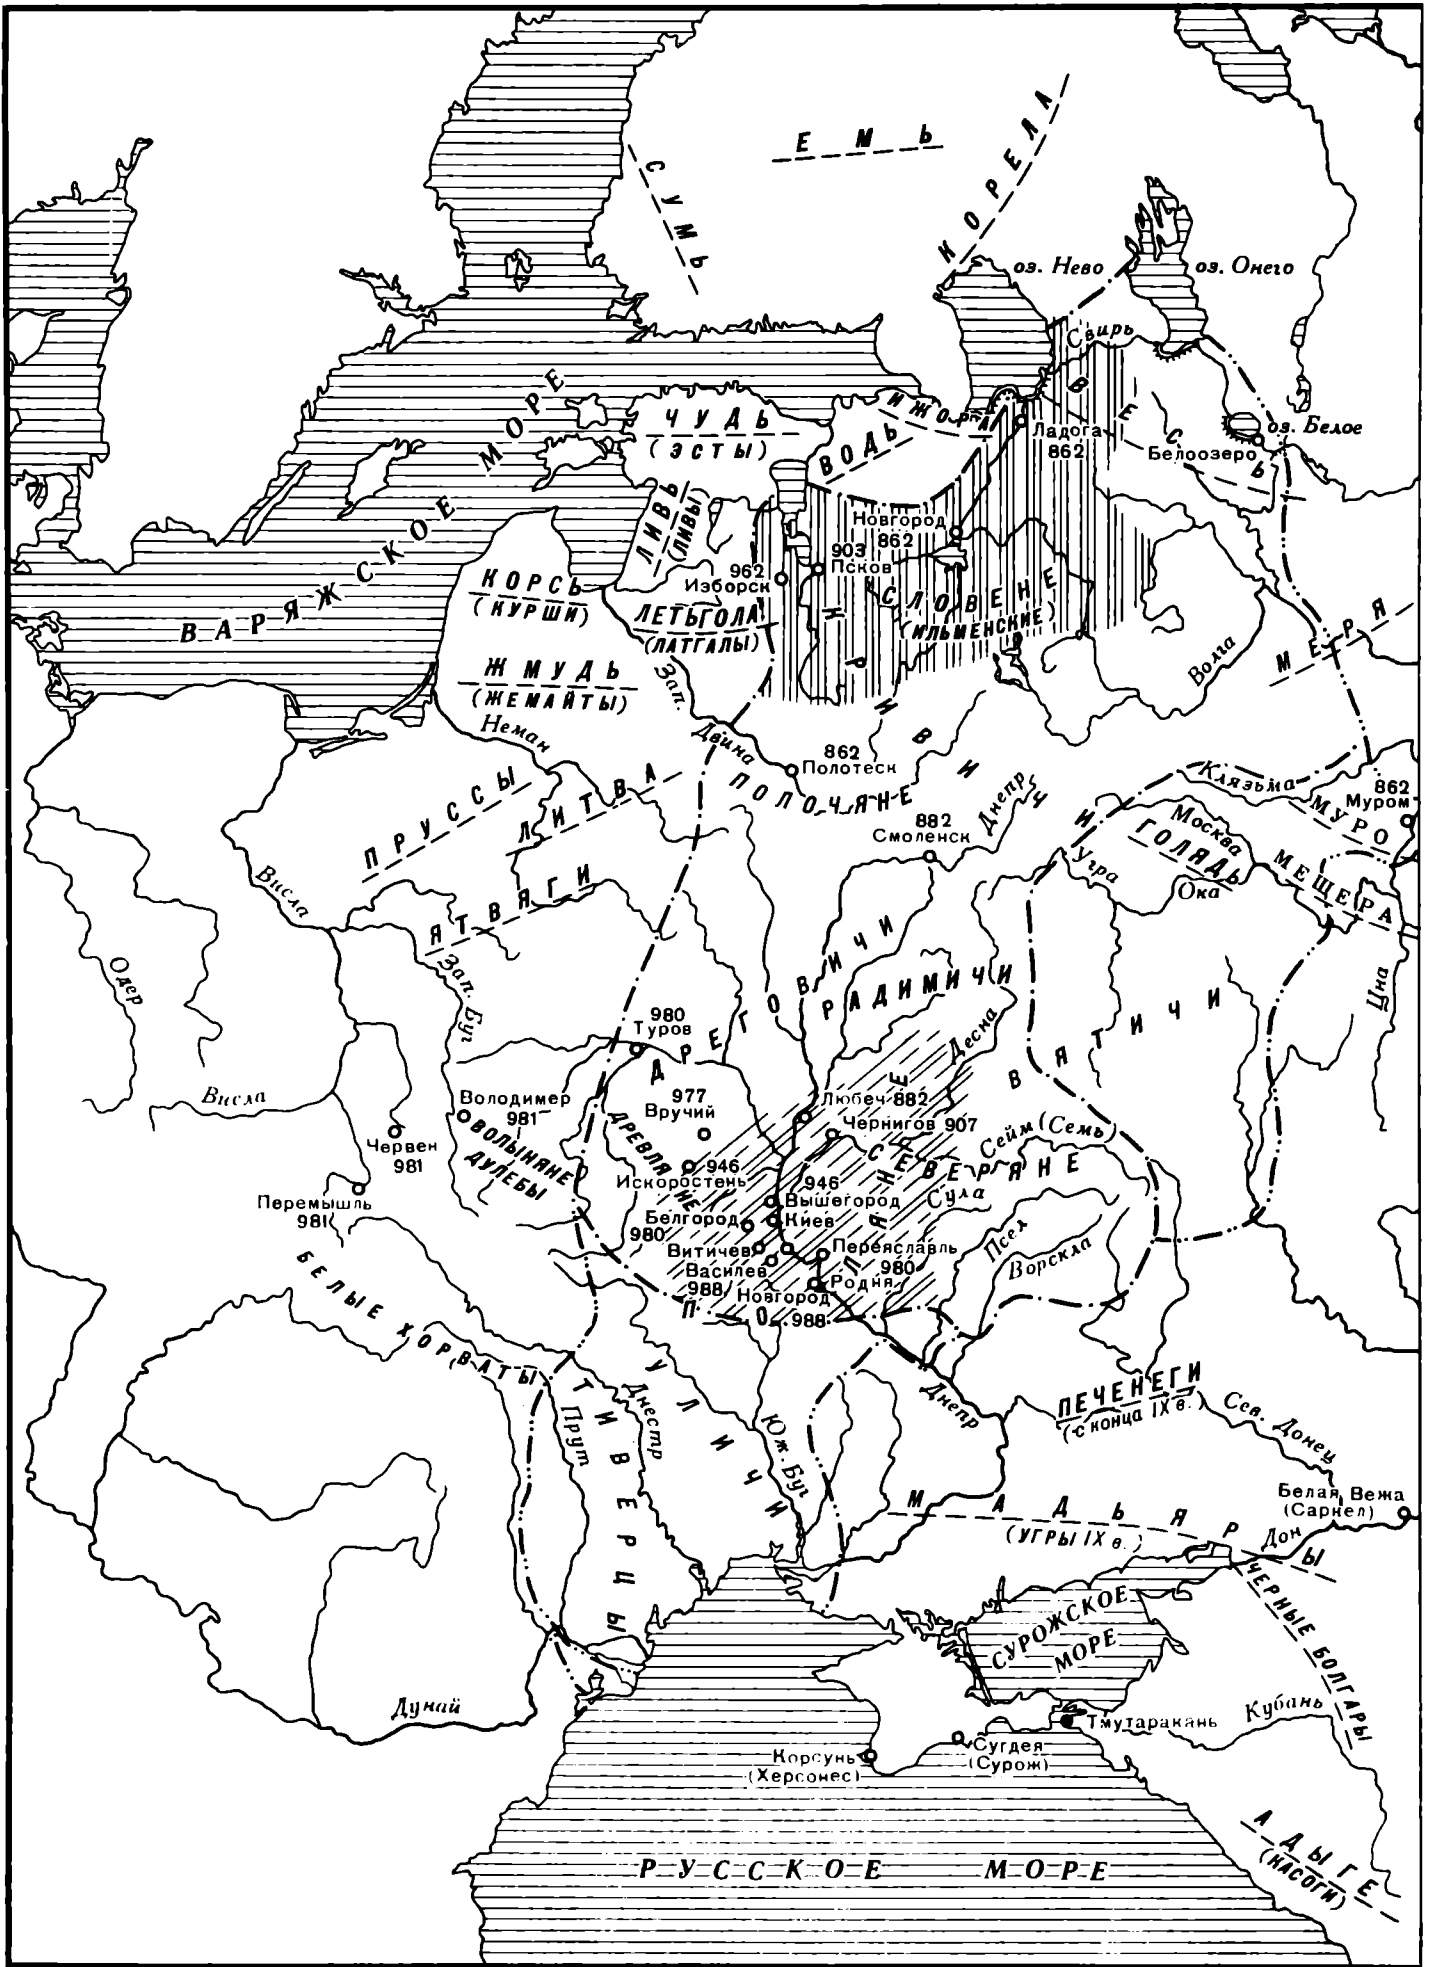 ЕМЬ
СУМЬ
КОРЕЛА
оз. Нево
оз. Онего
Свирь
ВАРЯЖСКОЕ МОРЕ
ЧУДЬ
(ЭСТЫ)
ВОДЬ
ИЖОРА
Ладога
862
ВЕСЬ
оз. Белое
Белоозеро
ЛИВЬ
(ЛИВЫ)
Новгород
862
903
Псков
962
Изборск
КОРСЬ
(КУРШИ)
ЛЕТЬГОЛА
(ЛАТГАЛЫ)
СЛОВЕНЕ
(ИЛЬМЕНСКИЕ)
КРИВИЧИ
Волга
МЕРЯ
ЖМУДЬ
(ЖЕМАЙТЫ)
Зап. Двина
Неман
862
Полотеск
ПОЛОЧАНЕ
ПРУССЫ
ЛИТВА
ЯТВЯГИ
882
Смоленск
Днепр
Клязьма
862
Муром
МУРО
Москва
ГОЛЯДЬ
МЕЩЕРА
Угра
Ока
Цна
Висла
Одер
Зап. Буг
ДРЕГОВИЧИ
РАДИМИЧИ
ВЯТИЧИ
Десна
980
Туров
Висла
Володимер
981
ВОЛЫНЯНЕ
ДУЛЕБЫ
977
Вручий
ДРЕВЛЯНЕ
Любеч 882
Чернигов 907
Сейм (Семь)
СЕВЕРЯНЕ
Червен
981
946
Искоростень
946
Вышегород
Киев
Сула
Перемышль
981
Белгород
980
Витичев
Василев
988
Переяславль
980
Родня
Новгород
988
ПОЛЯНЕ
Псел
Ворскла
БЕЛЫЕ ХОРВАТЫ
УЛИЧИ
ТИВЕРЦЫ
Прут
Днестр
Юж. Буг
Днепр
ПЕЧЕНЕГИ
(с конца IX в.)
Сев. Донец
Белая Вежа
(Саркел)
МАДЬЯРЫ
(УГРЫ IX в.)
Дон
ЧЕРНЫЕ БОЛГАРЫ
СУРОЖСКОЕ
МОРЕ
Дунай
Тмутаракань
Кубань
Сугдея
(Сурож)
Корсунь
(Херсонес)
АДЫГЕ
(КАСОГИ)
РУССКОЕ МОРЕ